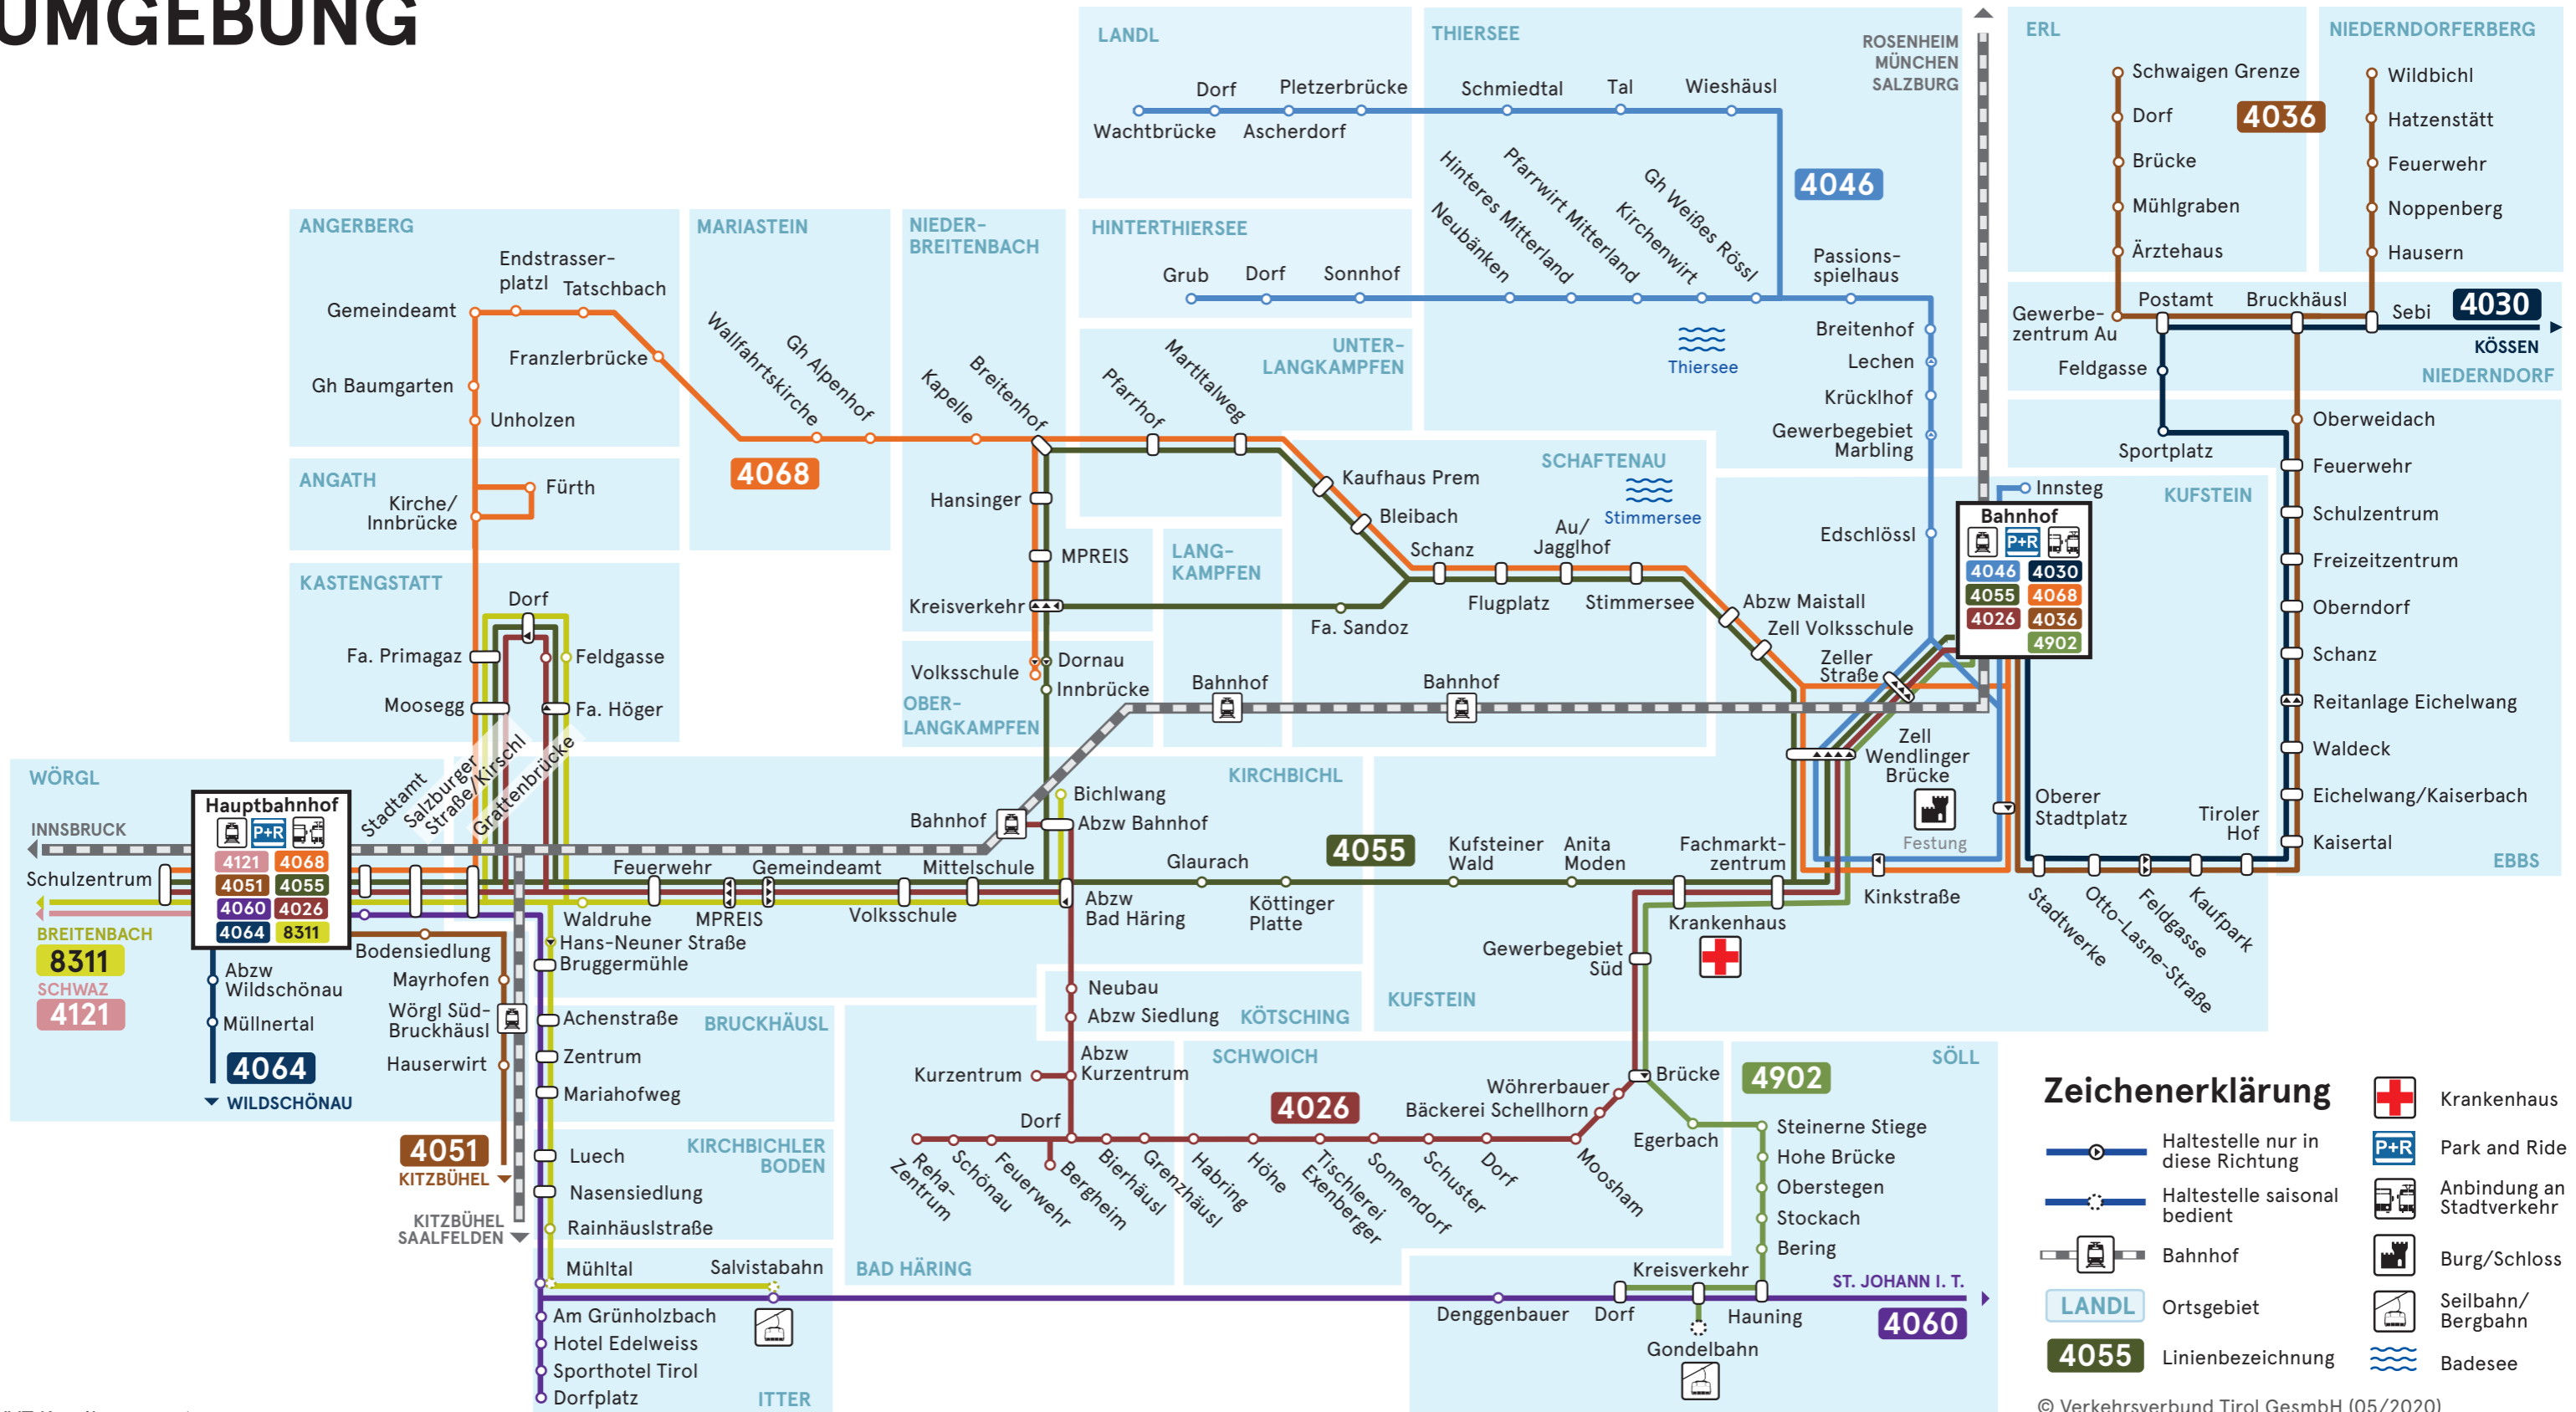 UMGEBUNG
LANDL
Dorf
Pletzerbrücke
Wachtbrücke
Ascherdorf
THIERSEE
Schmiedtal
Tal
Wieshäusl
ROSENHEIM
MÜNCHEN
SALZBURG
Hinteres Mitterland
Pfarrwirt Mitterland
Gh Weißes Rössl
Neubänken
Kirchenwirt
4046
Passions-
spielhaus
Breitenhof
Lechen
Krücklhof
Gewerbegebiet
Marbling
Thiersee
ERL
Schwaigen Grenze
4036
Dorf
Brücke
Mühlgraben
Ärztehaus
NIEDERNDORFERBERG
Wildbichl
Hatzenstätt
Feuerwehr
Noppenberg
Hausern
Gewerbe-
zentrum Au
Postamt
Bruckhäusl
Sebi
4030
KÖSSEN
Feldgasse
NIEDERNDORF
Sportplatz
Oberweidach
Feuerwehr
Schulzentrum
Freizeitzentrum
Oberndorf
Schanz
Reitanlage Eichelwang
Waldeck
Eichelwang/Kaiserbach
Kaisertal
EBBS
ANGERBERG
Endstrasser-
platzl
Tatschbach
Gemeindeamt
Franzlerbrücke
Gh Baumgarten
Unholzen
MARIASTEIN
Wallfahrtskirche
Gh Alpenhof
4068
NIEDER-
BREITENBACH
Kapelle
Breitenhof
Hansinger
MPREIS
Kreisverkehr
HINTERTHIERSEE
Grub
Dorf
Sonnhof
UNTER-
LANGKAMPFEN
Pfarrhof
Martltalweg
ANGATH
Kirche/
Innbrücke
Fürth
KASTENGSTATT
Dorf
Fa. Primagaz
Feldgasse
Moosegg
Fa. Höger
LANG-
KAMPFEN
Bahnhof
SCHAFTENAU
Kaufhaus Prem
Bleibach
Stimmersee
Schanz
Au/
Jagglhof
Flugplatz
Stimmersee
Fa. Sandoz
Bahnhof
Volksschule
Dornau
Innbrücke
OBER-
LANGKAMPFEN
Abzw Maistall
Zell Volksschule
Zeller
Straße
Edschlössl
Innsteg
KUFSTEIN
Bahnhof
P+R
4046
4030
4055
4068
4026
4036
4902
Zell
Wendlinger
Brücke
Festung
Oberer
Stadtplatz
Tiroler
Hof
Kinkstraße
Stadtwerke
Otto-Lasne-Straße
Feldgasse
Kaufpark
WÖRGL
INNSBRUCK
Schulzentrum
BREITENBACH
8311
SCHWAZ
4121
Hauptbahnhof
P+R
4121
4068
4051
4055
4060
4026
4064
8311
Stadtamt
Salzburger
Straße/Kirschl
Grattenbrücke
Abzw
Wildschönau
Müllnertal
4064
WILDSCHÖNAU
Bodensiedlung
Mayrhofen
Wörgl Süd-
Bruckhäusl
Hauserwirt
4051
KITZBÜHEL
KITZBÜHEL
SAALFELDEN
KIRCHBICHL
Bahnhof
Bichlwang
Abzw Bahnhof
Feuerwehr
Gemeindeamt
Mittelschule
Waldruhe
MPREIS
Volksschule
Abzw
Bad Häring
Hans-Neuner Straße
Bruggermühle
Glaurach
Köttinger
Platte
4055
Kufsteiner
Wald
Anita
Moden
Fachmarkt-
zentrum
Krankenhaus
Gewerbegebiet
Süd
KUFSTEIN
BRUCKHÄUSL
Achenstraße
Zentrum
Mariahofweg
KIRCHBICHLER
BODEN
Luech
Nasensiedlung
Rainhäuslstraße
Mühltal
Salvistabahn
Am Grünholzbach
Hotel Edelweiss
Sporthotel Tirol
Dorfplatz
ITTER
Neubau
Abzw Siedlung
KÖTSCHING
Abzw
Kurzentrum
Kurzentrum
Dorf
Reha-
Zentrum
Schönau
Feuerwehr
Bergheim
Bierhäusl
Grenzhäusl
BAD HÄRING
SCHWOICH
4026
Habring
Höhe
Tischlerei
Exenberger
Sonnendorf
Schuster
Dorf
Moosham
Wöhrerbauer
Bäckerei Schellhorn
Brücke
Egerbach
SÖLL
4902
Steinerne Stiege
Hohe Brücke
Oberstegen
Stockach
Bering
Kreisverkehr
ST. JOHANN I. T.
4060
Denggenbauer
Dorf
Hauning
Gondelbahn
Zeichenerklärung
Haltestelle nur in
diese Richtung
Haltestelle saisonal
bedient
Bahnhof
LANDL
Ortsgebiet
4055
Linienbezeichnung
Krankenhaus
P+R
Park and Ride
Anbindung an
Stadtverkehr
Burg/Schloss
Seilbahn/
Bergbahn
Badesee
© Verkehrsverbund Tirol GesmbH (05/2020)